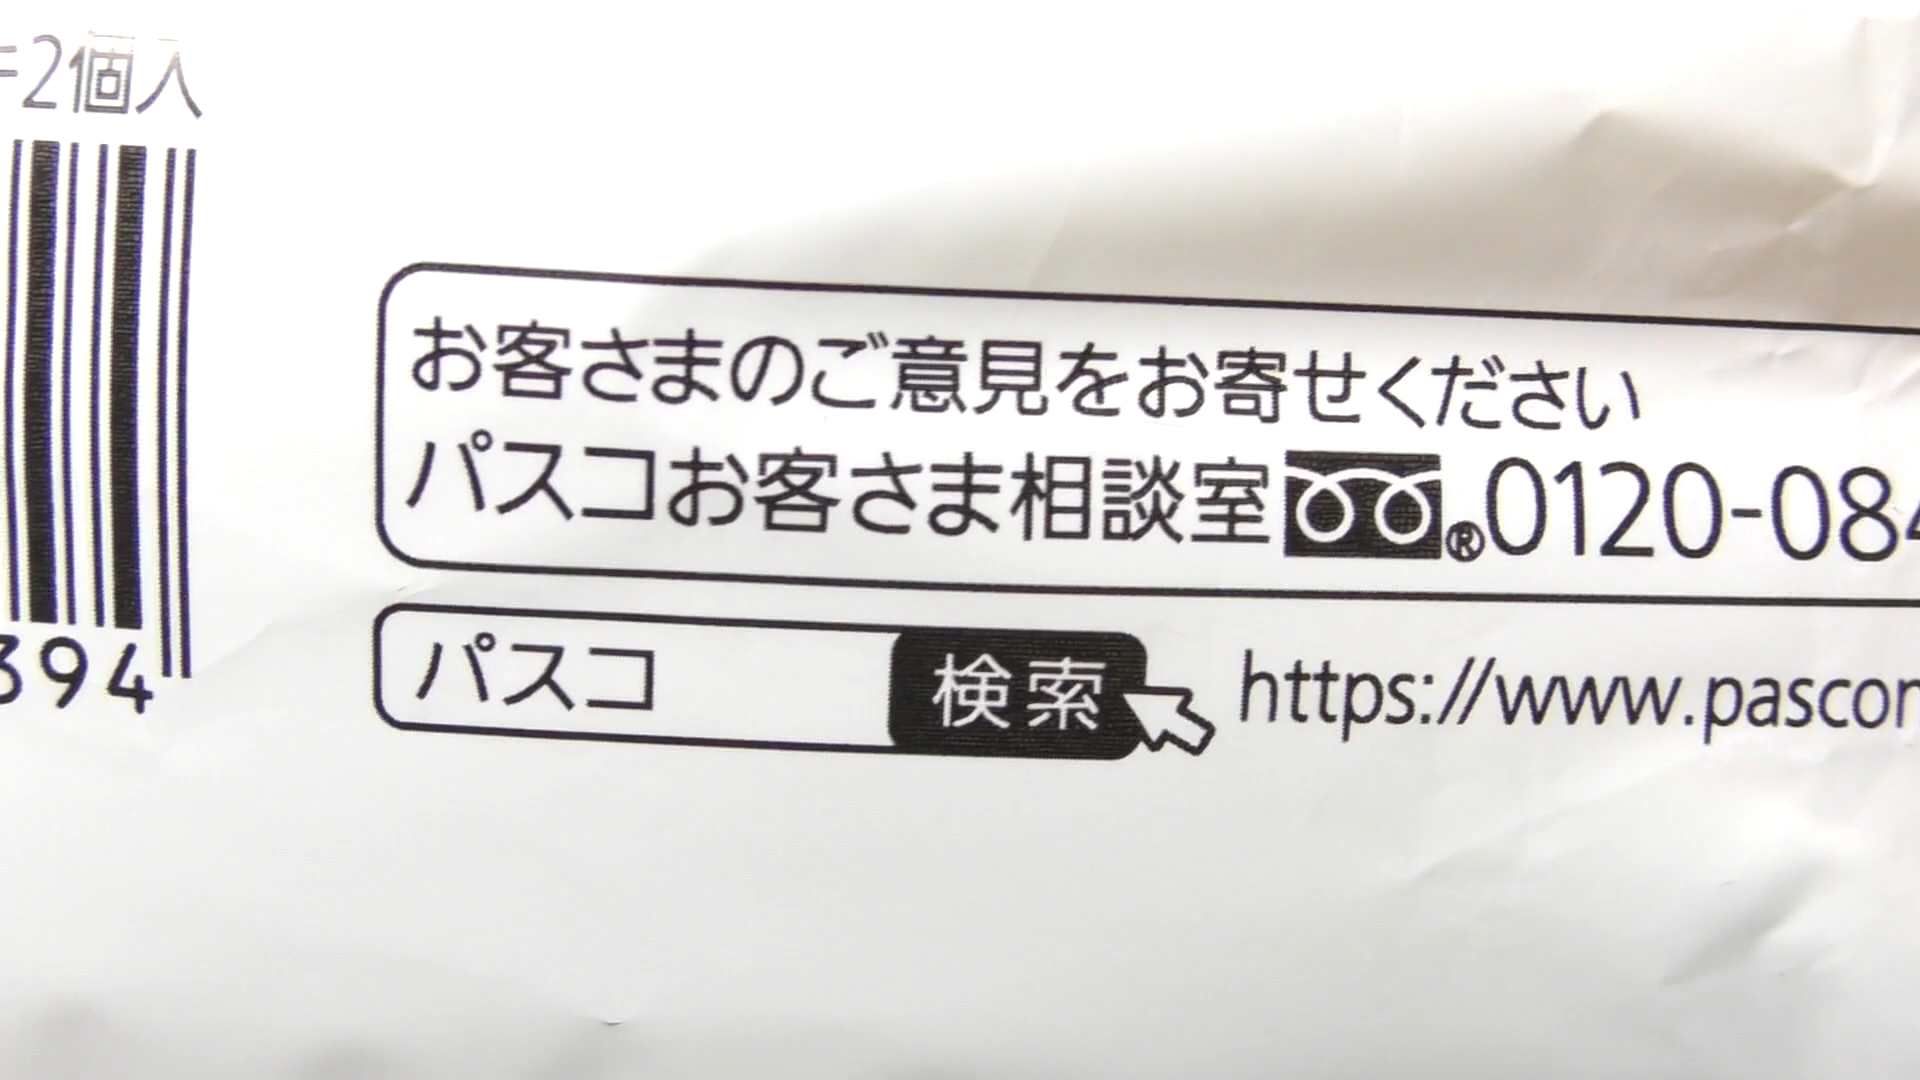 2個入
394
お客さまのご意見をお寄せください
パスコお客さま相談室 ®0120-08
パスコ 検索 https://www.pasco